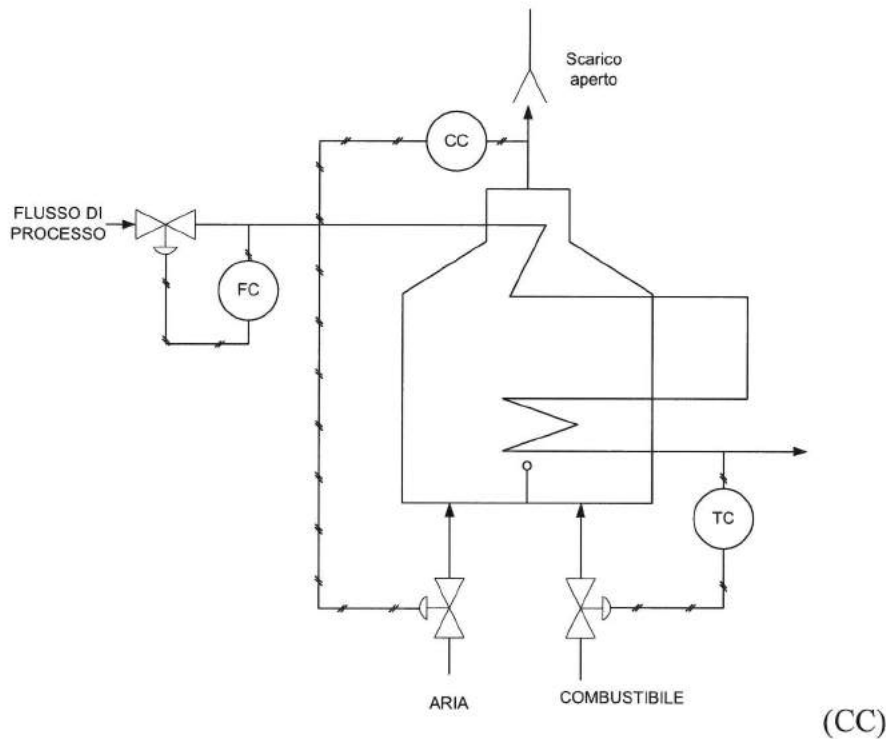 Scarico
aperto
CC
FLUSSO DI
PROCESSO
FC
TC
ARIA
COMBUSTIBILE
(CC)